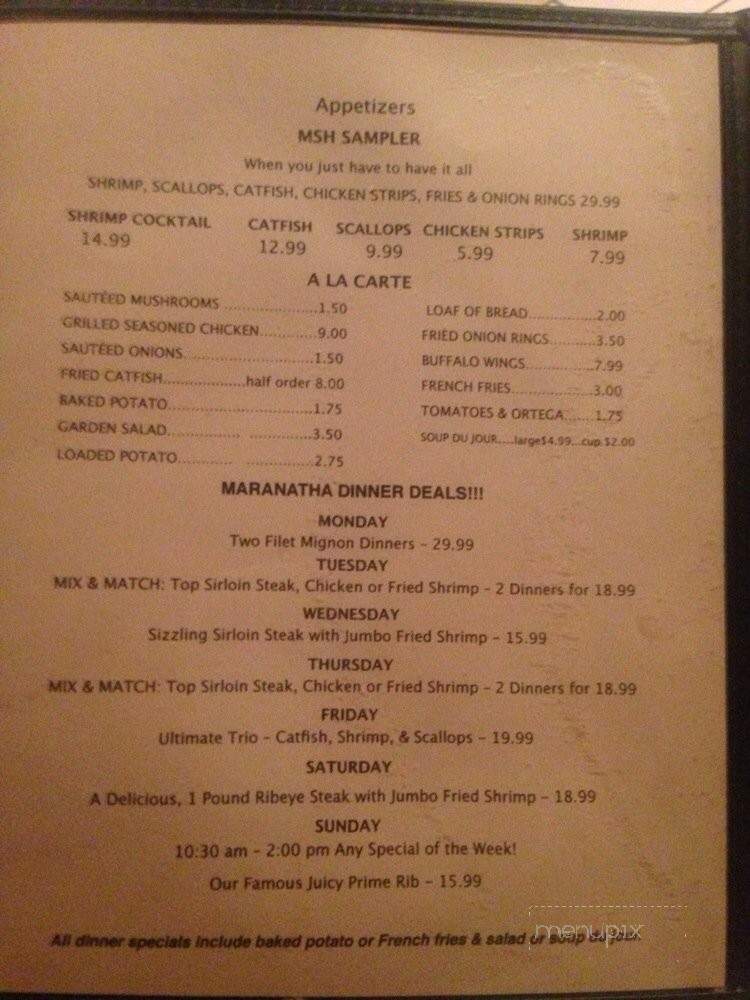 Appetizers
MSH SAMPLER
When you just have to have it all
SHRIMP, SCALLOPS, CATFISH, CHICKEN STRIPS, FRIES & ONION RINGS 29.99
SHRIMP COCKTAIL CATFISH SCALLOPS CHICKEN STRIPS SHRIMP
14.99 12.99 9.99 5.99 7.99
A LA CARTE
SAUTÉED MUSHROOMS ......................1.50
GRILLED SEASONED CHICKEN..............9.00
SAUTÉED ONIONS...............................1.50
FRIED CATFISH....................half order 8.00
BAKED POTATO..................................1.75
GARDEN SALAD................. ......................3.50
LOADED POTATO............ .......................2.75
LOAF OF BREAD................2.00
FRIED ONION RINGS...........3.50
BUFFALO WINGS................7.99
FRENCH FRIES...................3.00
TOMATOES & ORTEGA.......1.75
SOUP DU JOUR.....large$4.99...cup $2.00
MARANATHA DINNER DEALS!!!
MONDAY
Two Filet Mignon Dinners – 29.99
TUESDAY
MIX & MATCH: Top Sirloin Steak, Chicken or Fried Shrimp – 2 Dinners for 18.99
WEDNESDAY
Sizzling Sirloin Steak with Jumbo Fried Shrimp – 15.99
THURSDAY
MIX & MATCH: Top Sirloin Steak, Chicken or Fried Shrimp – 2 Dinners for 18.99
FRIDAY
Ultimate Trio – Catfish, Shrimp, & Scallops – 19.99
SATURDAY
A Delicious, 1 Pound Ribeye Steak with Jumbo Fried Shrimp – 18.99
SUNDAY
10:30 am – 2:00 pm Any Special of the Week!
Our Famous Juicy Prime Rib – 15.99
All dinner specials include baked potato or French fries & salad or soup du jour.
menupix